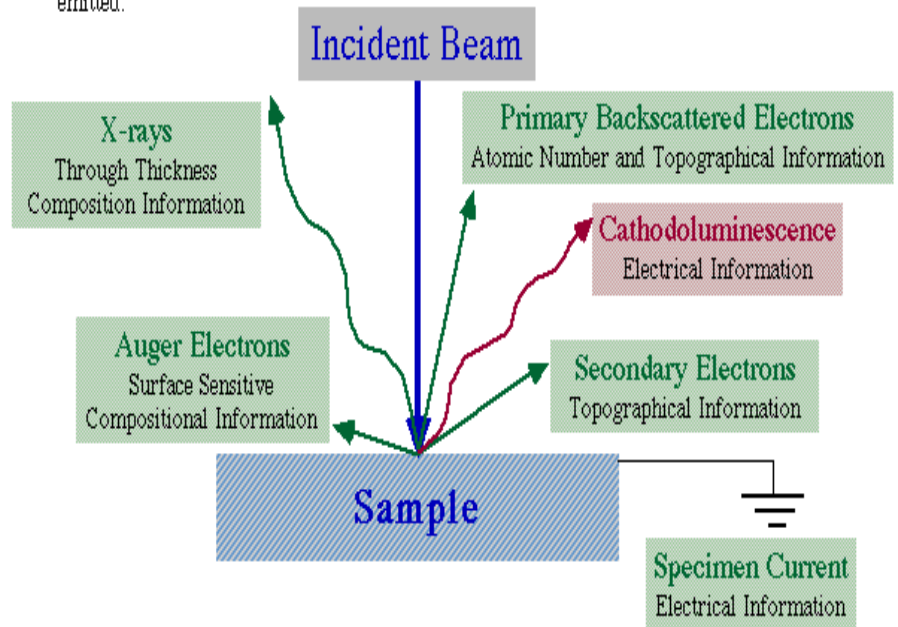 emitted.
Incident Beam
X-rays
Through Thickness
Composition Information
Primary Backscattered Electrons
Atomic Number and Topographical Information
Cathodoluminescence
Electrical Information
Auger Electrons
Surface Sensitive
Compositional Information
Secondary Electrons
Topographical Information
Sample
Specimen Current
Electrical Information